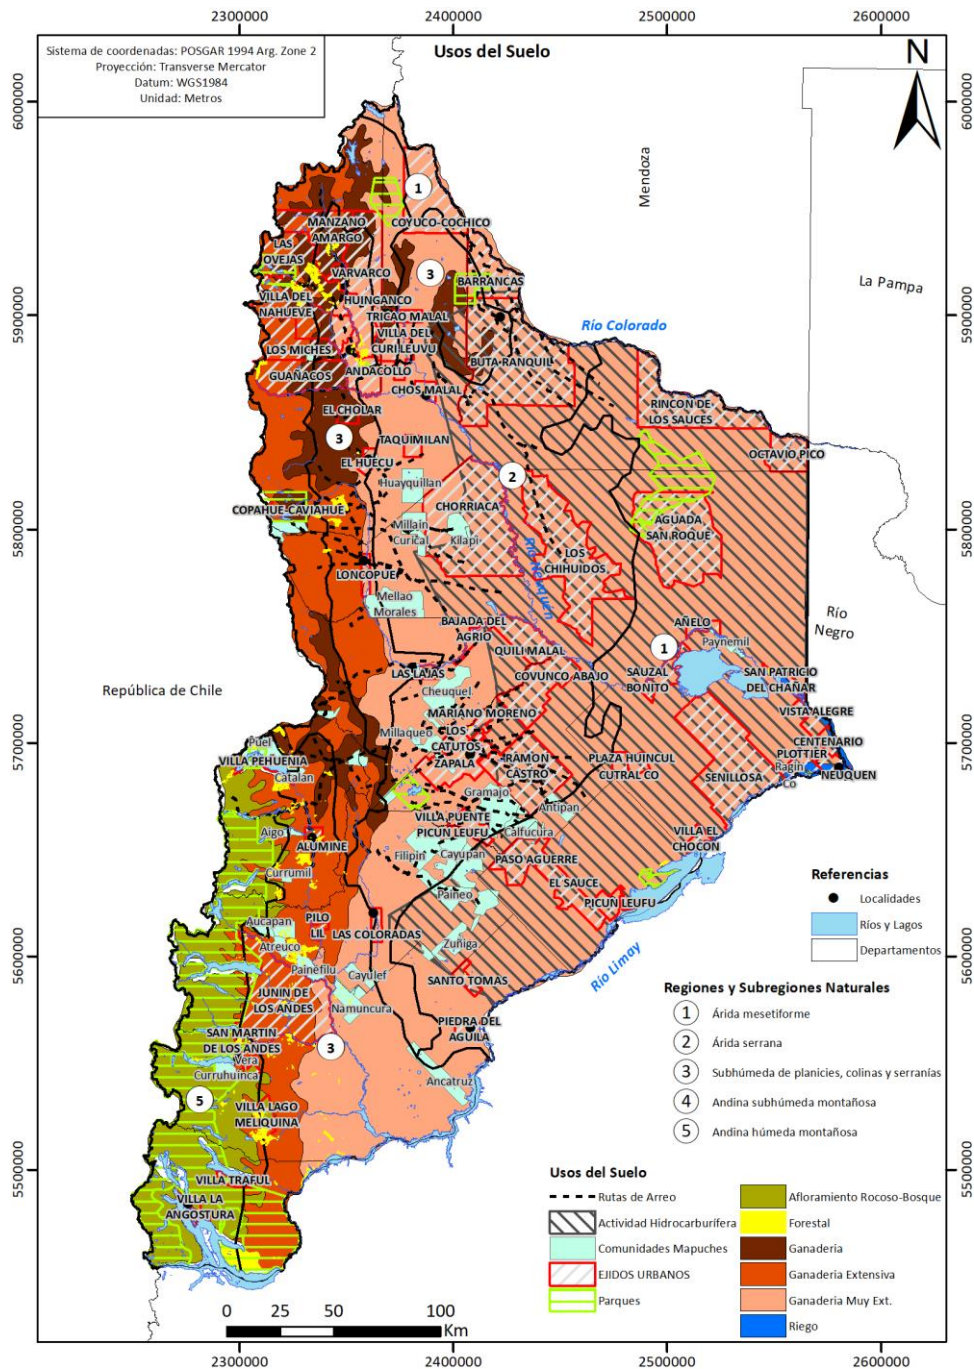 2300000
2400000
2500000
2600000
Sistema de coordenadas: POSGAR 1994 Arg. Zone 2
Proyección: Transverse Mercator
Datum: WGS1984
Unidad: Metros
Usos del Suelo
N
6000000
6000000
Mendoza
1
MANZANO
AMARGO
COYUCO-COCHICO
LAS
OVEJAS
VARVARCO
3
BARRANCAS
La Pampa
VILLA DEL
NAHUEVE
HUINGANCO
TRICAO MALAL
5900000
5900000
Río Colorado
VILLA DEL
CURI LEUVU
LOS MICHES
BUTA RANQUIL
GUAÑACOS
ANDACOLLO
CHOS MALAL
EL CHOLAR
RINCON DE
LOS SAUCES
3
TAQUIMILAN
OCTAVIO PICO
EL HUECU
2
Huayquillan
COPAHUE-CAVIAHUE
CHORRIACA
Millain
Curical
Kilapi
AGUADA
SAN ROQUE
5800000
5800000
Río Neuquén
LOS
CHIHUIDOS
LONCOPUE
Mellao
Morales
BAJADA DEL
AGRIO
AÑELO
Río
Negro
QUILI MALAL
1
Paynemil
LAS LAJAS
COVUNCO ABAJO
SAUZAL
BONITO
SAN PATRICIO
DEL CHAÑAR
República de Chile
Cheuquel
MARIANO MORENO
VISTA ALEGRE
Millaqueo
LOS
CATUTOS
5700000
5700000
Puel
CENTENARIO
VILLA PEHUENIA
ZAPALA
RAMON
CASTRO
PLAZA HUINCUL
CUTRAL CO
PLOTTIER
Ragin
Co
NEUQUEN
Catalán
SENILLOSA
Gramajo
Antipan
Aigo
VILLA PUENTE
PICUN LEUFU
Calfucura
VILLA EL
CHOCON
ALUMINE
Filipin
Cayupan
PASO AGUERRE
Currumil
EL SAUCE
Paineo
PICUN LEUFU
Aucapan
PILO
LIL
LAS COLORADAS
Atreuco
Zuñiga
5600000
5600000
Painefilu
Cayulef
SANTO TOMAS
Río Limay
JUNIN DE
LOS ANDES
Namuncura
PIEDRA DEL
AGUILA
SAN MARTIN
DE LOS ANDES
3
Vera
Curruhuinca
Ancatruz
5
VILLA LAGO
MELIQUINA
5500000
5500000
VILLA TRAFUL
VILLA LA
ANGOSTURA
Referencias
Localidades
Ríos y Lagos
Departamentos
Regiones y Subregiones Naturales
1 Árida mesetiforme
2 Árida serrana
3 Subhúmeda de planicies, colinas y serranías
4 Andina subhúmeda montañosa
5 Andina húmeda montañosa
Usos del Suelo
Rutas de Arreo
Actividad Hidrocarburífera
Comunidades Mapuches
EJIDOS URBANOS
Parques
Afloramiento Rocoso-Bosque
Forestal
Ganaderia
Ganaderia Extensiva
Ganaderia Muy Ext.
Riego
0 25 50 100
Km
2300000
2400000
2500000
2600000